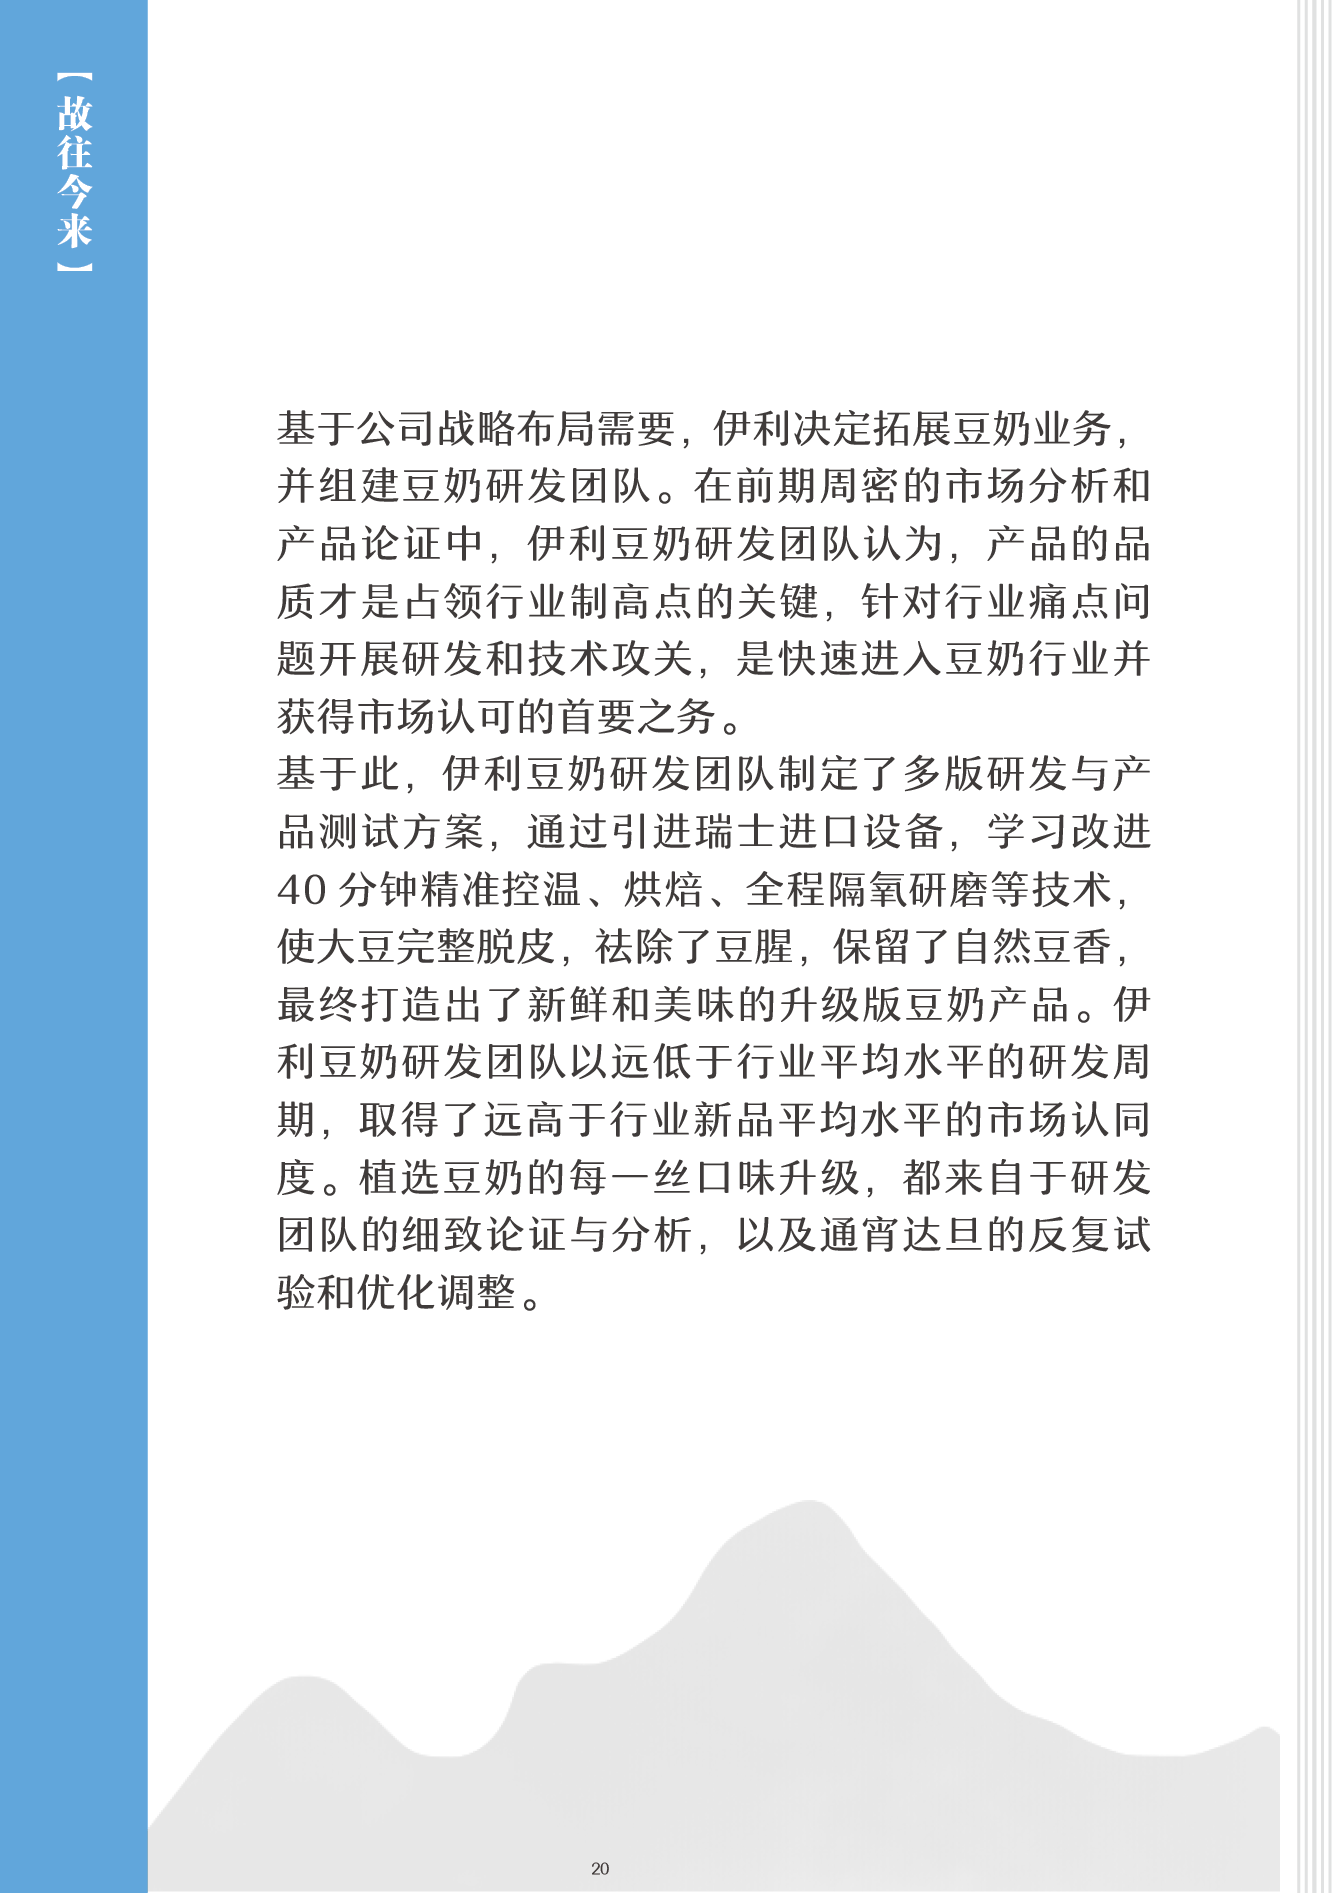 【故往今来】
基于公司战略布局需要，伊利决定拓展豆奶业务，
并组建豆奶研发团队。在前期周密的市场分析和
产品论证中，伊利豆奶研发团队认为，产品的品
质才是占领行业制高点的关键，针对行业痛点问
题开展研发和技术攻关，是快速进入豆奶行业并
获得市场认可的首要之务。
基于此，伊利豆奶研发团队制定了多版研发与产
品测试方案，通过引进瑞士进口设备，学习改进
40 分钟精准控温、烘焙、全程隔氧研磨等技术，
使大豆完整脱皮，祛除了豆腥，保留了自然豆香，
最终打造出了新鲜和美味的升级版豆奶产品。伊
利豆奶研发团队以远低于行业平均水平的研发周
期，取得了远高于行业新品平均水平的市场认同
度。植选豆奶的每一丝口味升级，都来自于研发
团队的细致论证与分析，以及通宵达旦的反复试
验和优化调整。
20